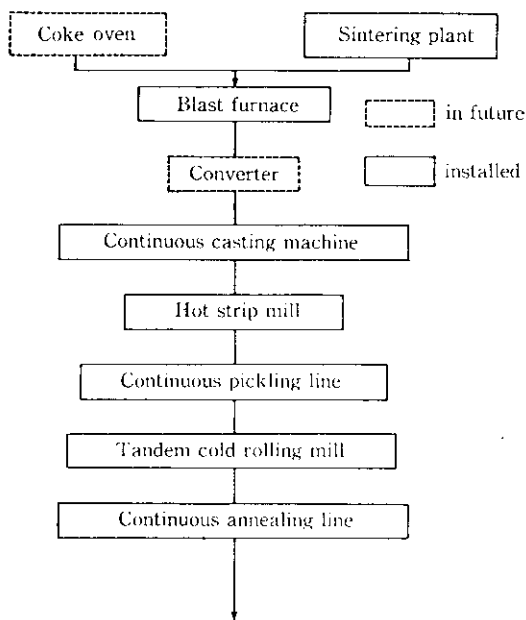 Coke oven
Sintering plant
Blast furnace
in future
Converter
installed
Continuous casting machine
Hot strip mill
Continuous pickling line
Tandem cold rolling mill
Continuous annealing line